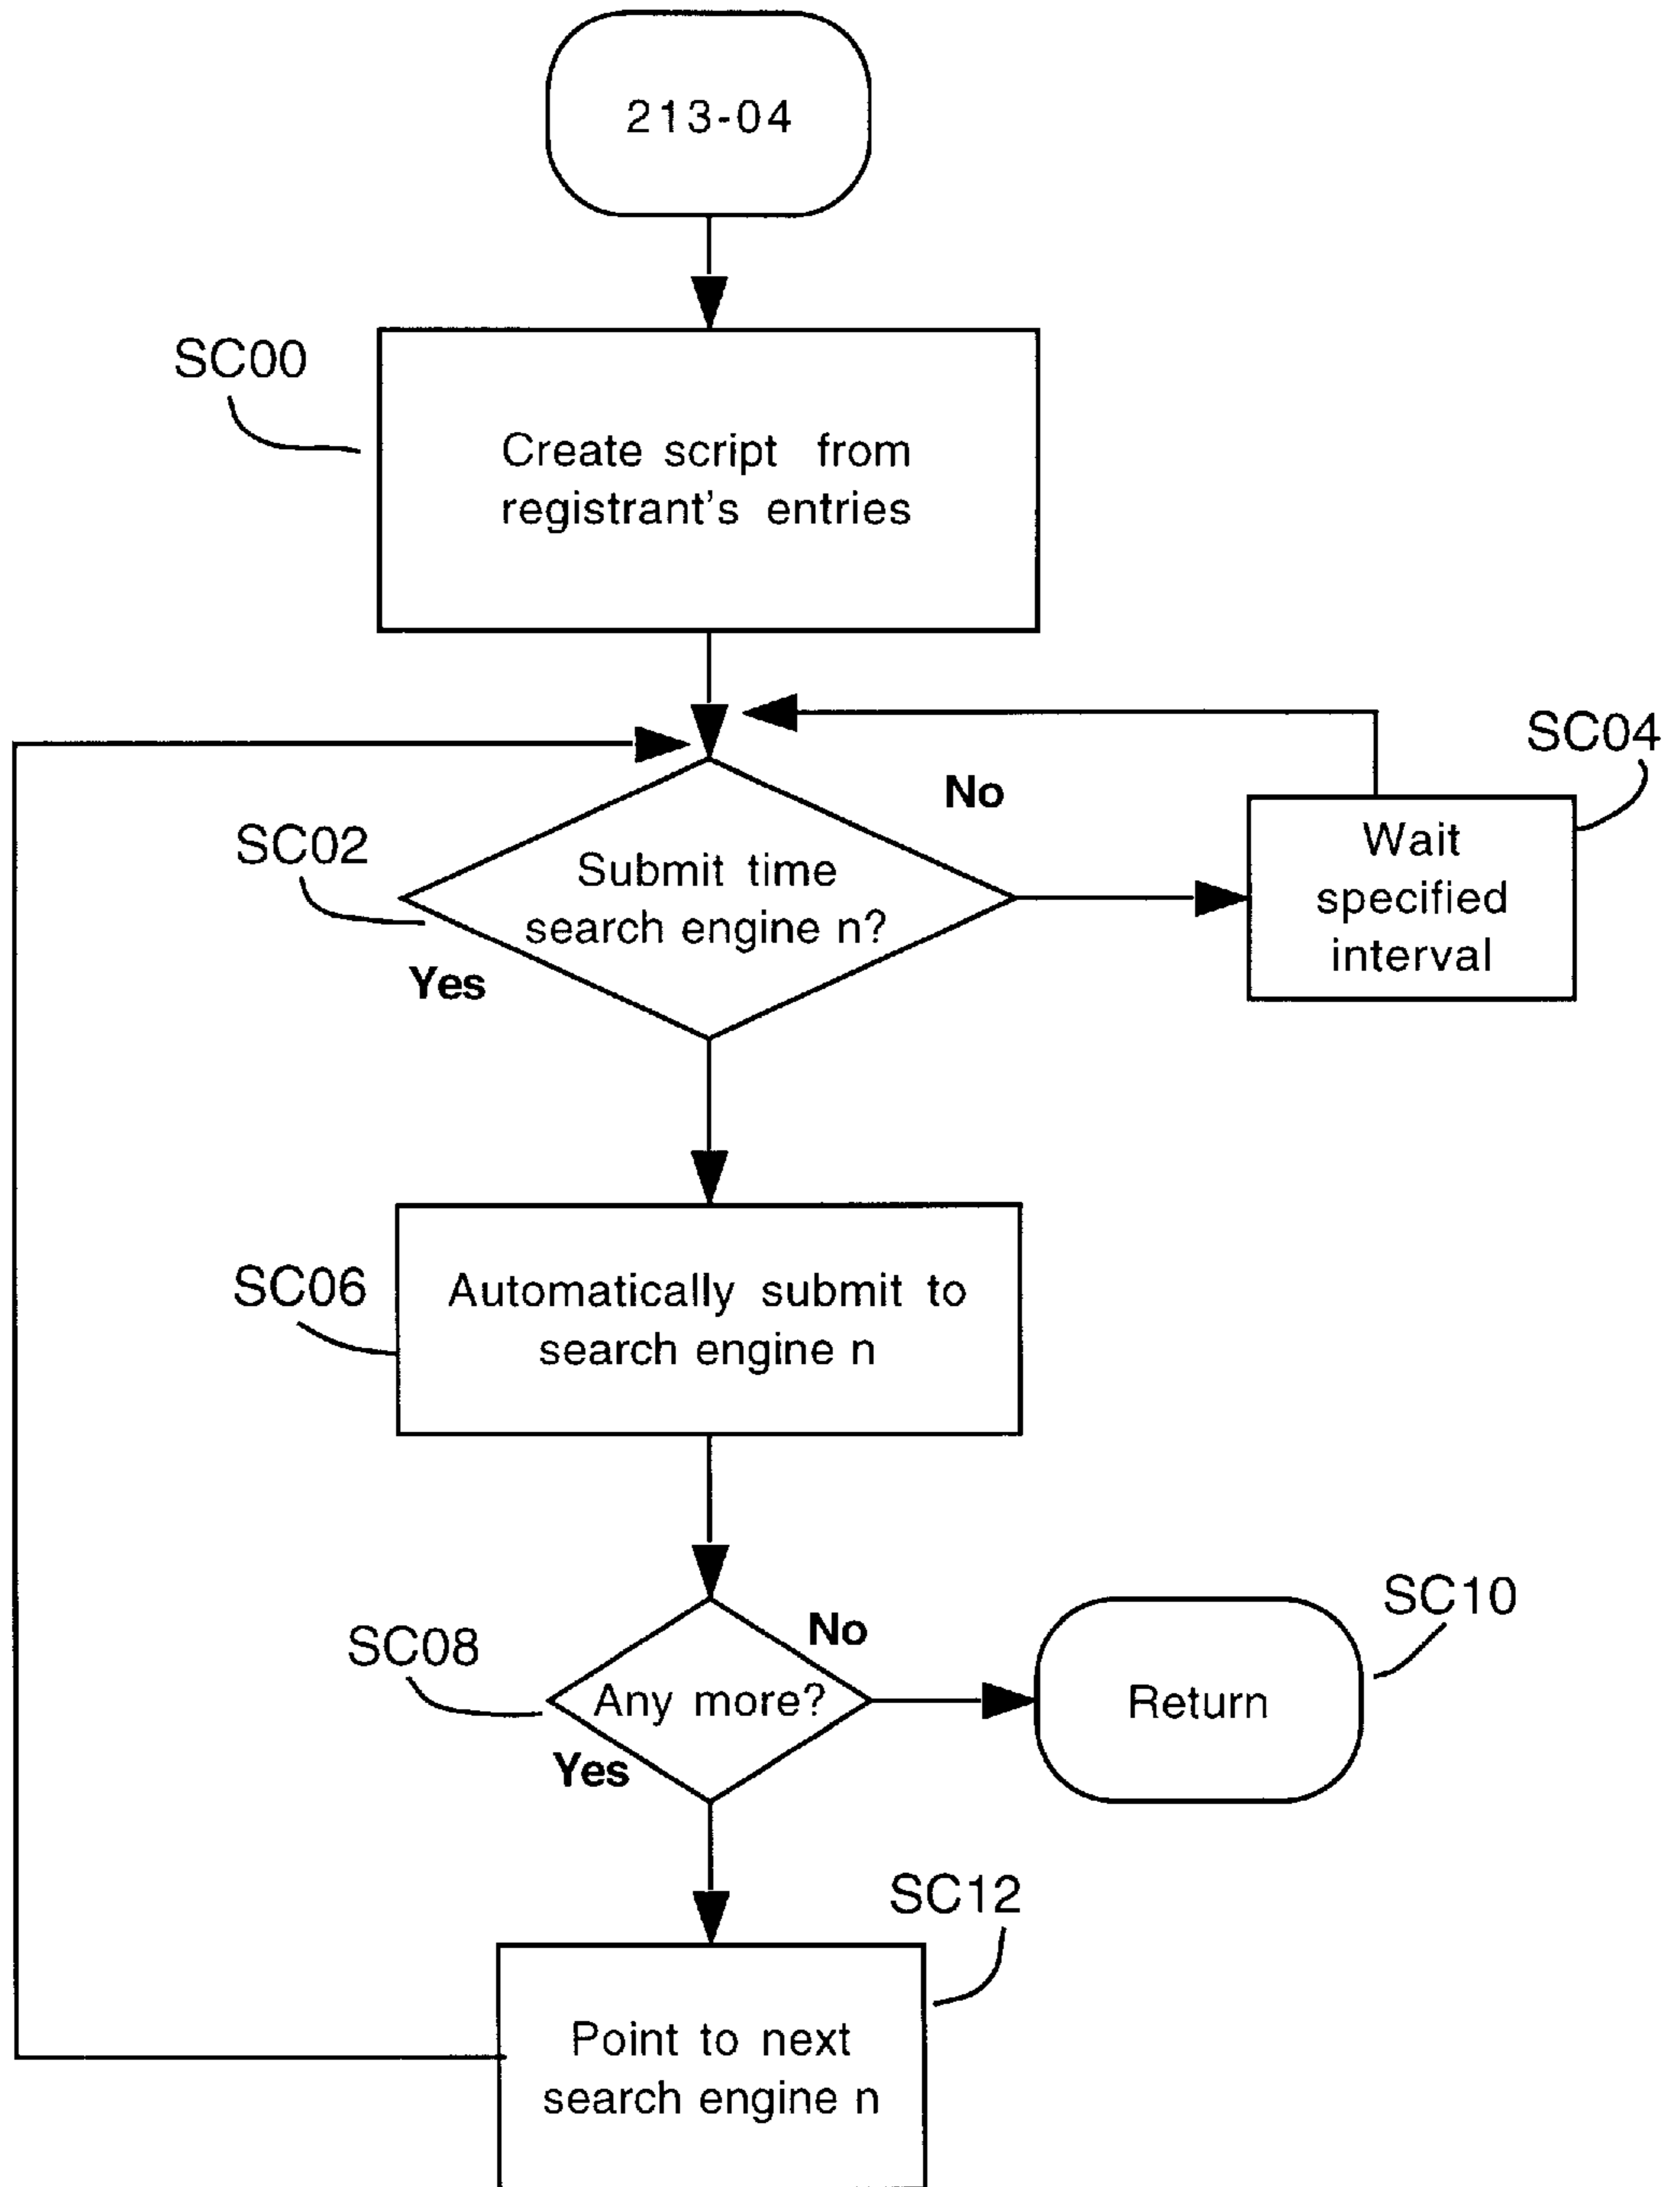 213-04
SC00
Create script from
registrant's entries
SC04
No
Wait
specified
interval
SC02
Submit time
search engine n?
Yes
SC06
Automatically submit to
search engine n
SC10
No
SC08
Any more?
Return
Yes
SC12
Point to next
search engine n